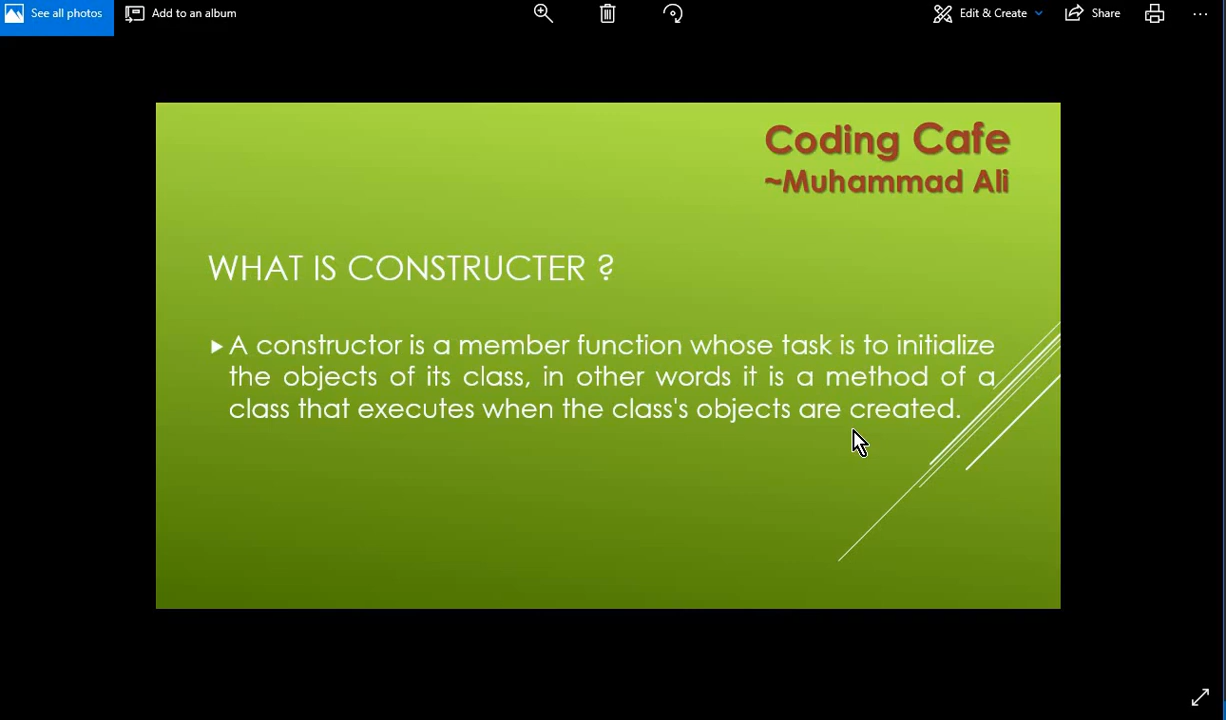 See all photos
Add to an album
Edit & Create
Share
Coding Cafe
~Muhammad Ali
WHAT IS CONSTRUCTER ?
A constructor is a member function whose task is to initialize
the objects of its class, in other words it is a method of a
class that executes when the class's objects are created.